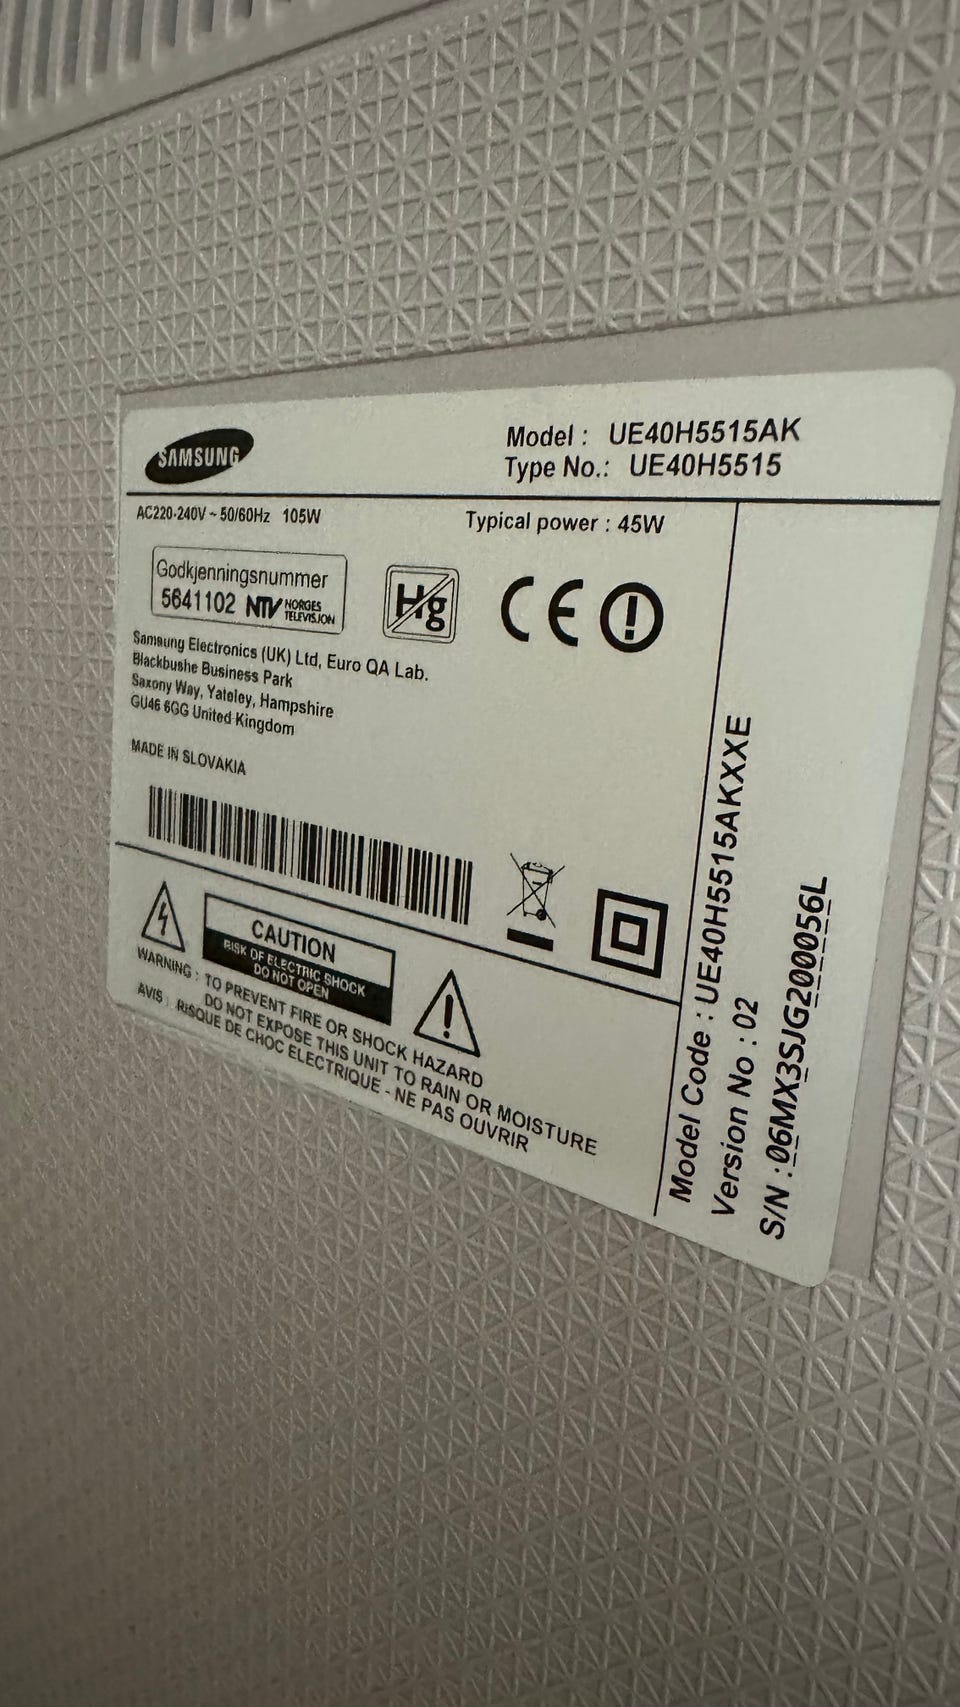 SAMSUNG
Model : UE40H5515AK
Type No.: UE40H5515
AC220-240V ~ 50/60Hz 105W
Typical power : 45W
Godkjenningsnummer
5641102 NTV NORGES
TELEVISJON
Hg
CE
Samsung Electronics (UK) Ltd, Euro QA Lab.
Blackbushe Business Park
Saxony Way, Yateley, Hampshire
GU46 6GG United Kingdom
MADE IN SLOVAKIA
CAUTION
RISK OF ELECTRIC SHOCK
DO NOT OPEN
WARNING : TO PREVENT FIRE OR SHOCK HAZARD
DO NOT EXPOSE THIS UNIT TO RAIN OR MOISTURE
AVIS : RISQUE DE CHOC ELECTRIQUE - NE PAS OUVRIR
Model Code : UE40H5515AKXXE
Version No : 02
S/N : 06MX3SJG200056L